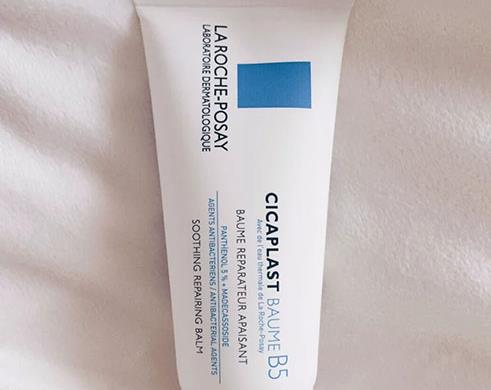 LA ROCHE-POSAY
LABORATOIRE DERMATOLOGIQUE
CICAPLAST BAUME B5
Avec de l'eau thermale de La Roche-Posay
BAUME REPARATEUR APAISANT
PANTHENOL 5% + MADECASSOSIDE
AGENTS ANTIBACTERIENS / ANTIBACTERIAL AGENTS
SOOTHING REPAIRING BALM